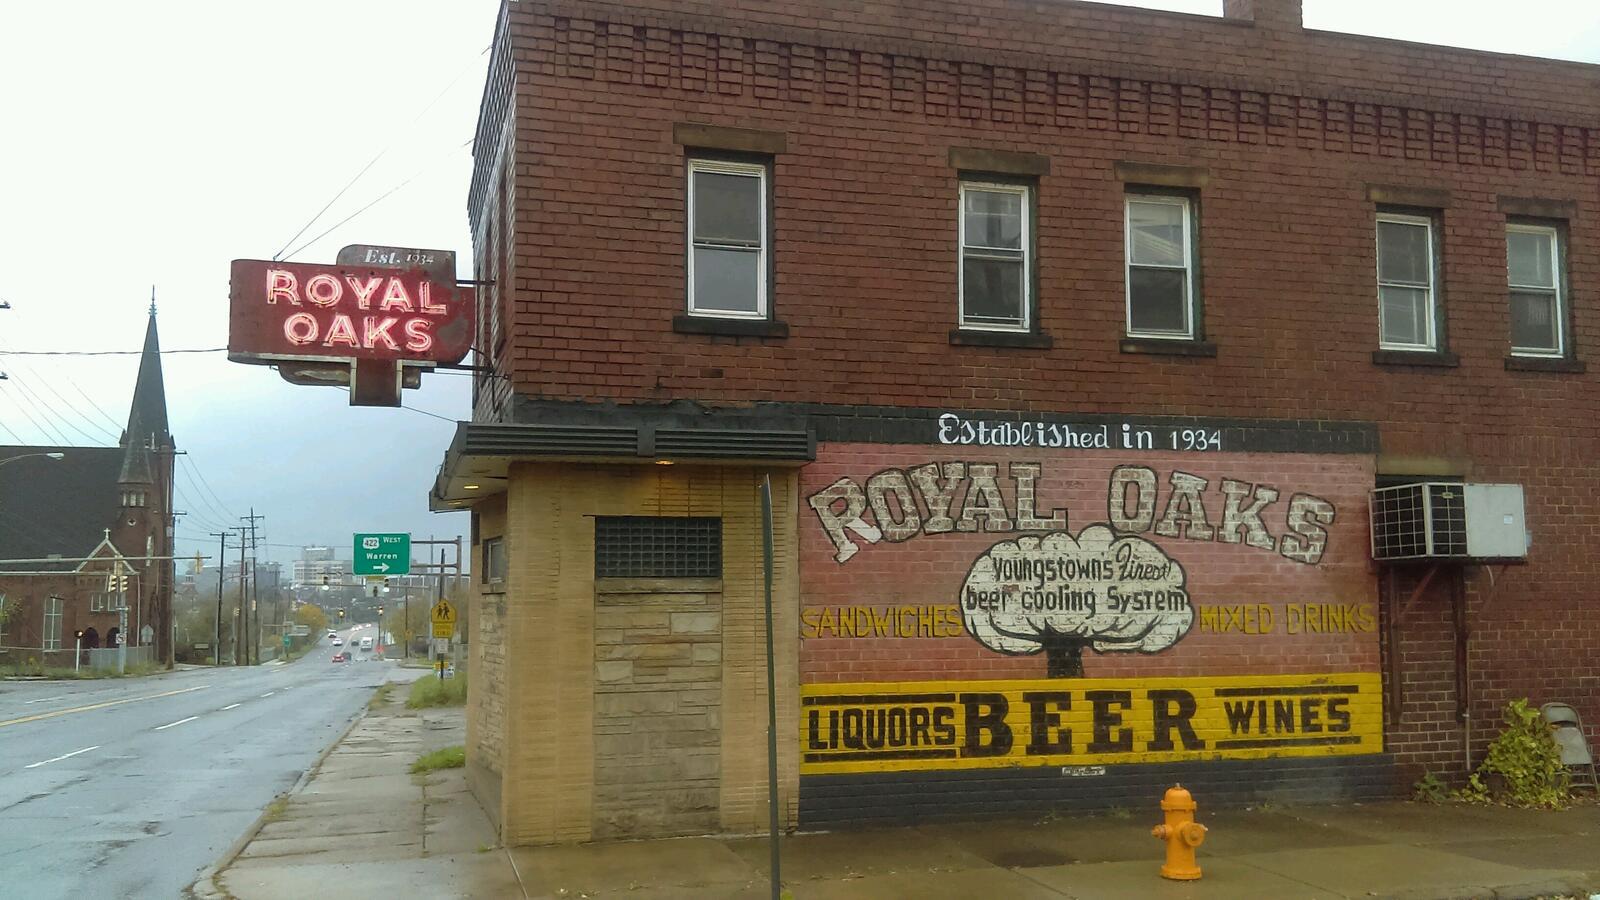 Est. 1934
ROYAL
OAKS
422 WEST
Warren
Established in 1934
ROYAL OAKS
Youngstowns Finest
beer cooling System
SANDWICHES
MIXED DRINKS
LIQUORS BEER WINES